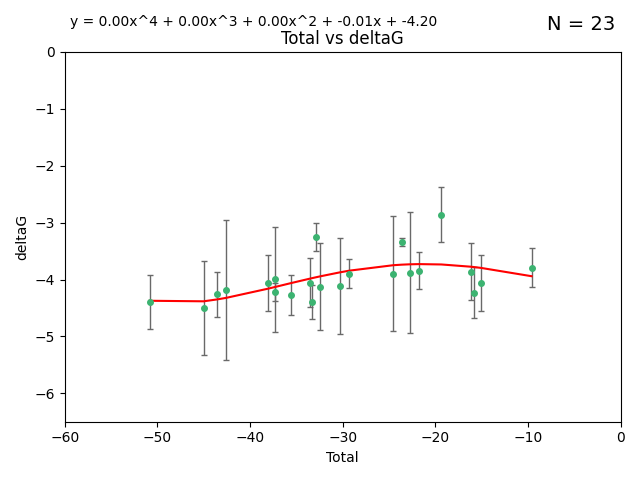 y = 0.00x^4 + 0.00x^3 + 0.00x^2 + -0.01x + -4.20
N = 23
Total vs deltaG
0
−1
−2
−3
−4
−5
−6
deltaG
−60 −50 −40 −30 −20 −10 0
Total